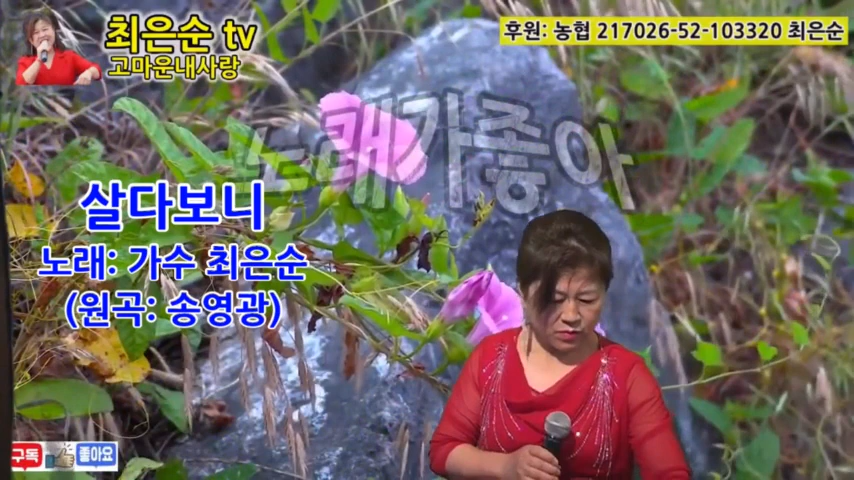 최은순 tv
고마운내사랑
후원: 농협 217026-52-103320 최은순
노래가좋아
살다보니
노래: 가수 최은순
(원곡: 송영광)
구독
좋아요